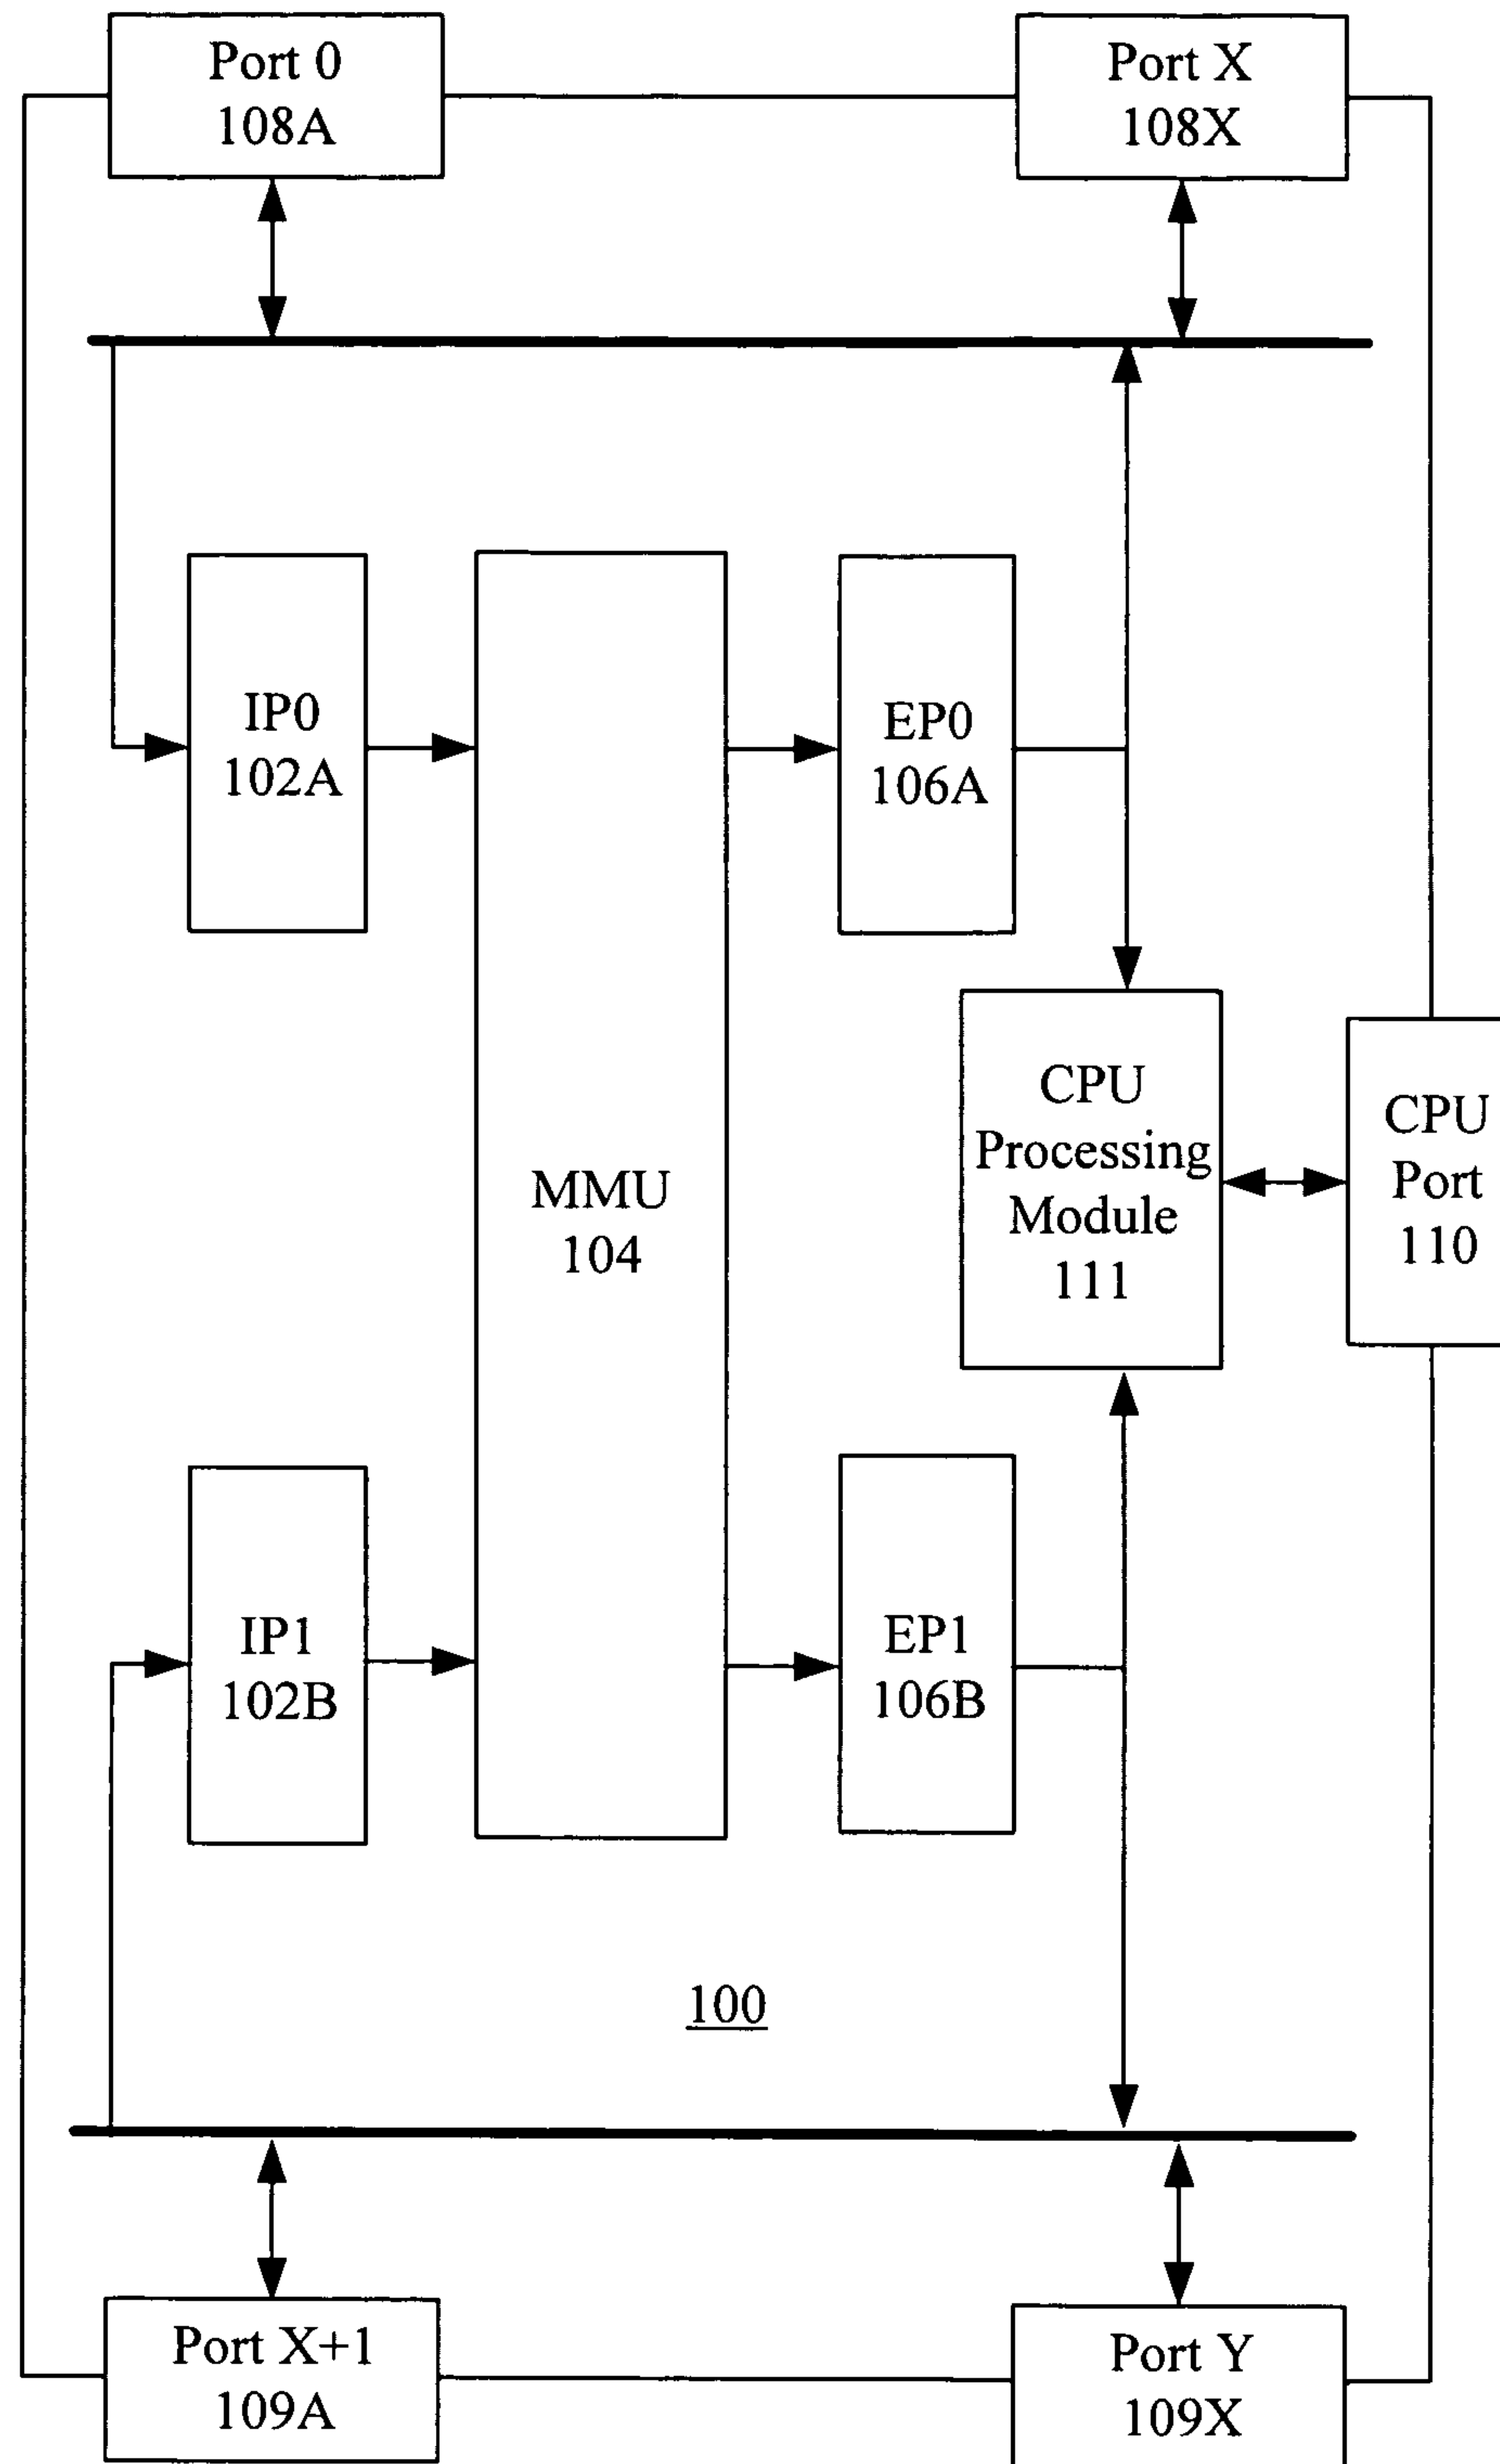 Port 0
108A
Port X
108X
IP0
102A
EP0
106A
MMU
104
CPU
Processing
Module
111
CPU
Port
110
IP1
102B
EP1
106B
100
Port X+1
109A
Port Y
109X